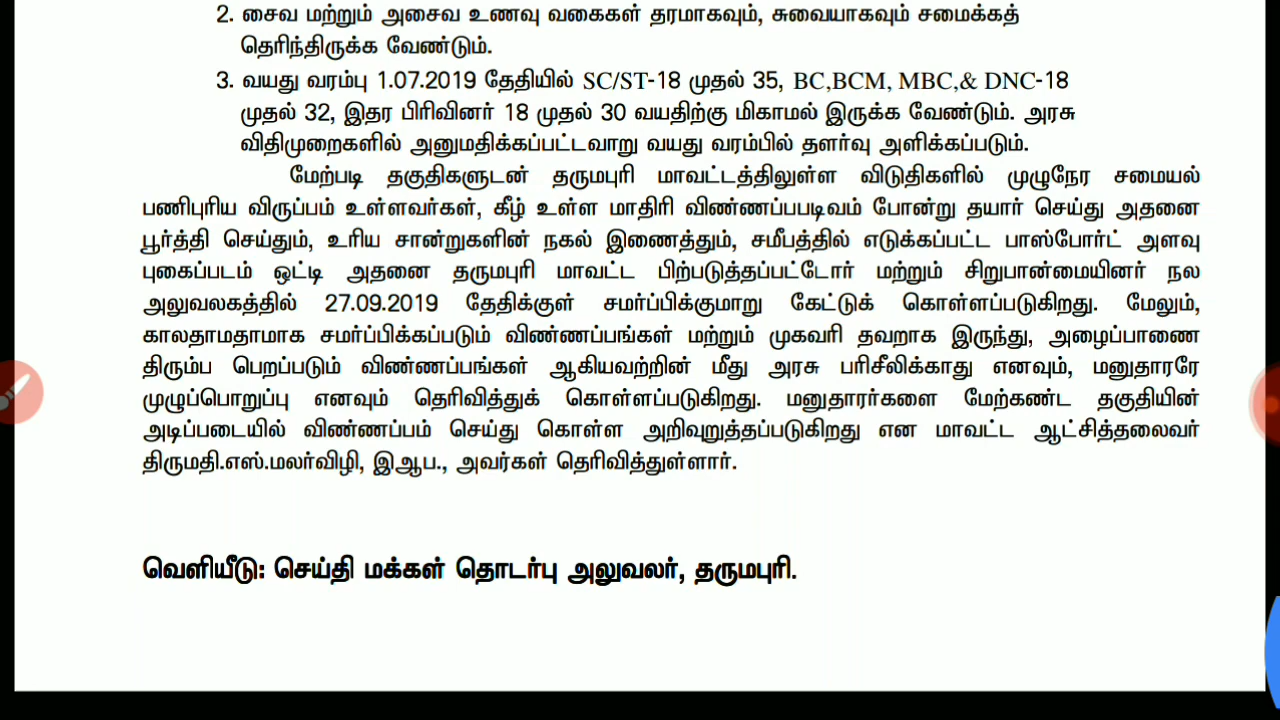 2. சைவ மற்றும் அசைவ உணவு வகைகள் தரமாகவும், சுவையாகவும் சமைக்கத்
தெரிந்திருக்க வேண்டும்.
3. வயது வரம்பு 1.07.2019 தேதியில் SC/ST-18 முதல் 35, BC,BCM, MBC,& DNC-18
முதல் 32, இதர பிரிவினர் 18 முதல் 30 வயதிற்கு மிகாமல் இருக்க வேண்டும். அரசு
விதிமுறைகளில் அனுமதிக்கப்பட்டவாறு வயது வரம்பில் தளர்வு அளிக்கப்படும்.
மேற்படி தகுதிகளுடன் தருமபுரி மாவட்டத்திலுள்ள விடுதிகளில் முழுநேர சமையல்
பணிபுரிய விருப்பம் உள்ளவர்கள், கீழ் உள்ள மாதிரி விண்ணப்பபடிவம் போன்று தயார் செய்து அதனை
பூர்த்தி செய்தும், உரிய சான்றுகளின் நகல் இணைத்தும், சமீபத்தில் எடுக்கப்பட்ட பாஸ்போர்ட் அளவு
புகைப்படம் ஒட்டி அதனை தருமபுரி மாவட்ட பிற்படுத்தப்பட்டோர் மற்றும் சிறுபான்மையினர் நல
அலுவலகத்தில் 27.09.2019 தேதிக்குள் சமர்ப்பிக்குமாறு கேட்டுக் கொள்ளப்படுகிறது. மேலும்,
காலதாமதாமாக சமர்ப்பிக்கப்படும் விண்ணப்பங்கள் மற்றும் முகவரி தவறாக இருந்து, அழைப்பாணை
திரும்ப பெறப்படும் விண்ணப்பங்கள் ஆகியவற்றின் மீது அரசு பரிசீலிக்காது எனவும், மனுதாரரே
முழுப்பொறுப்பு எனவும் தெரிவித்துக் கொள்ளப்படுகிறது. மனுதாரர்களை மேற்கண்ட தகுதியின்
அடிப்படையில் விண்ணப்பம் செய்து கொள்ள அறிவுறுத்தப்படுகிறது என மாவட்ட ஆட்சித்தலைவர்
திருமதி.எஸ்.மலர்விழி, இஆப., அவர்கள் தெரிவித்துள்ளார்.
வெளியீடு: செய்தி மக்கள் தொடர்பு அலுவலர், தருமபுரி.